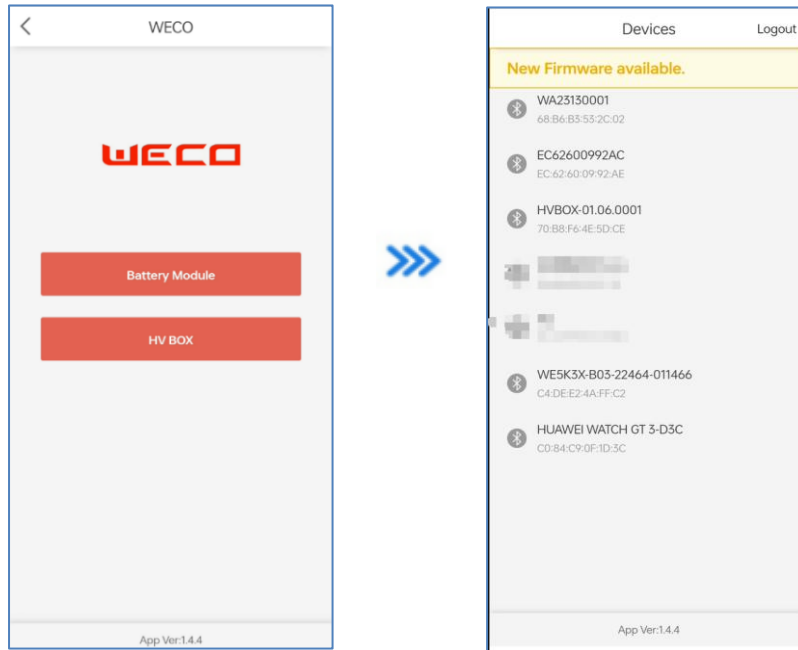 WECO
WECO
Battery Module
HV BOX
App Ver:1.4.4
Devices
Logout
New Firmware available.
WA23130001
68:B6:B3:53:2C:02
EC62600992AC
EC:62:60:09:92:AE
HVBOX-01.06.0001
70:B8:F6:4E:5D:CE
WE5K3X-B03-22464-011466
C4:DE:E2:4A:FF:C2
HUAWEI WATCH GT 3-D3C
C0:84:C9:0F:1D:3C
App Ver:1.4.4